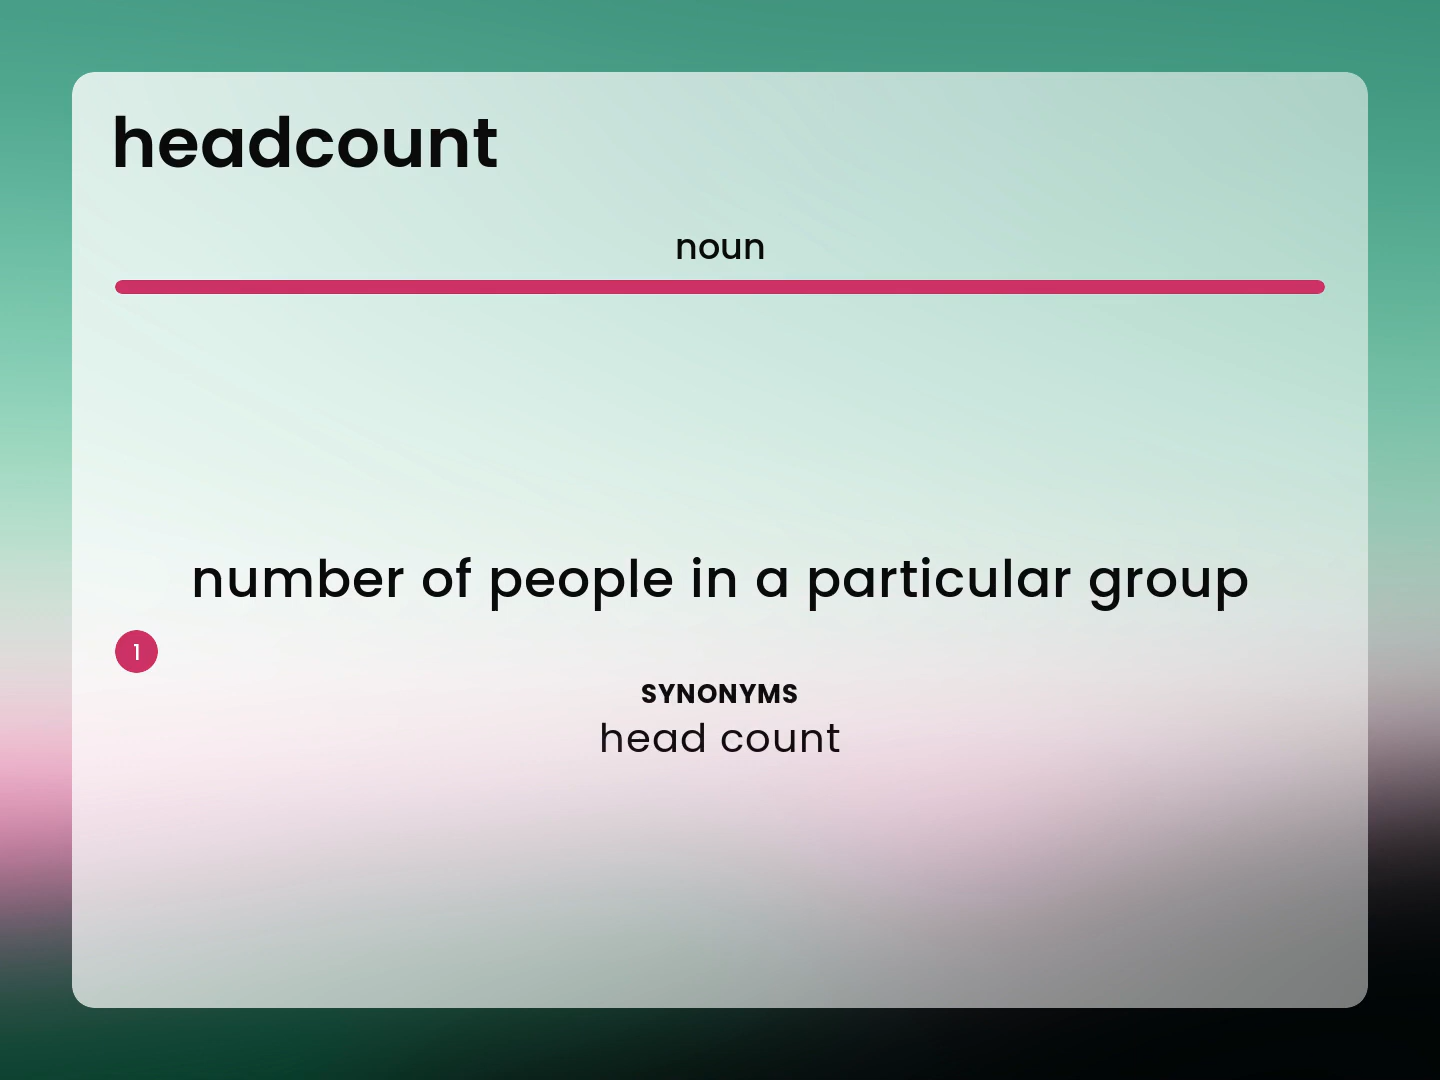 headcount
noun
number of people in a particular group
1
SYNONYMS
head count